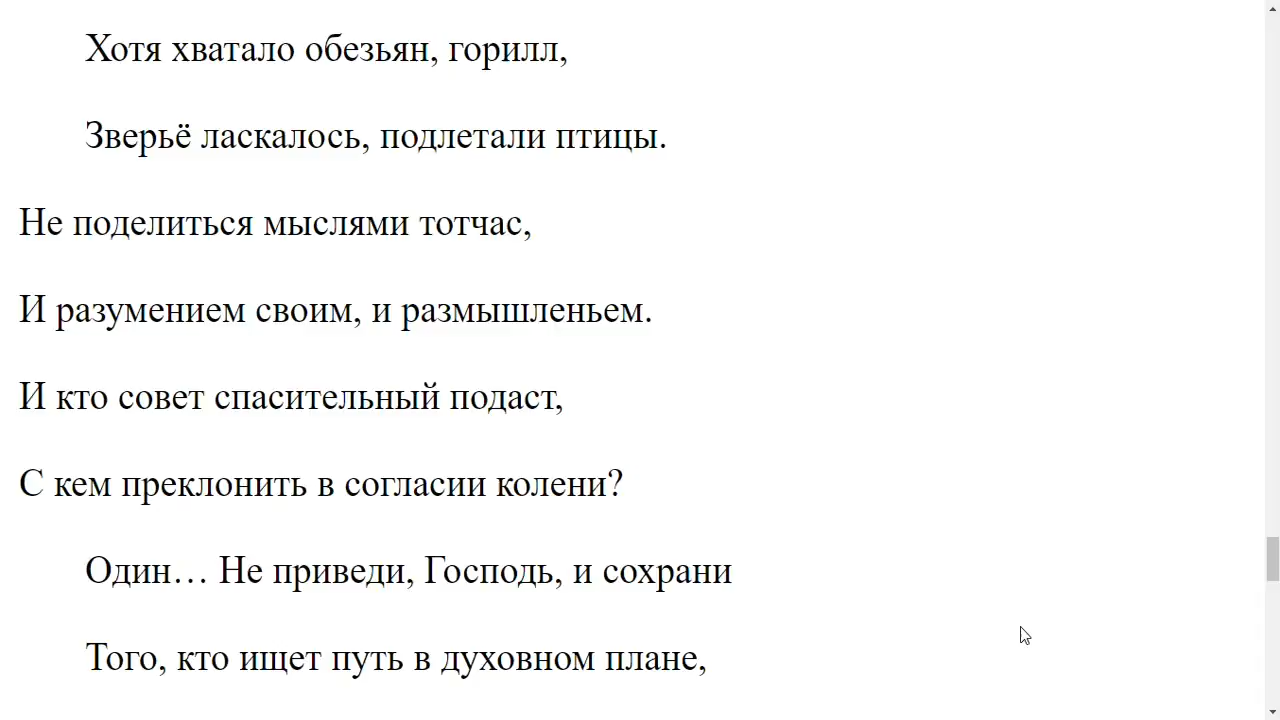 Хотя хватало обезьян, горилл,
Зверьё ласкалось, подлетали птицы.
Не поделиться мыслями тотчас,
И разумением своим, и размышленьем.
И кто совет спасительный подаст,
С кем преклонить в согласии колени?
Один… Не приведи, Господь, и сохрани
Того, кто ищет путь в духовном плане,